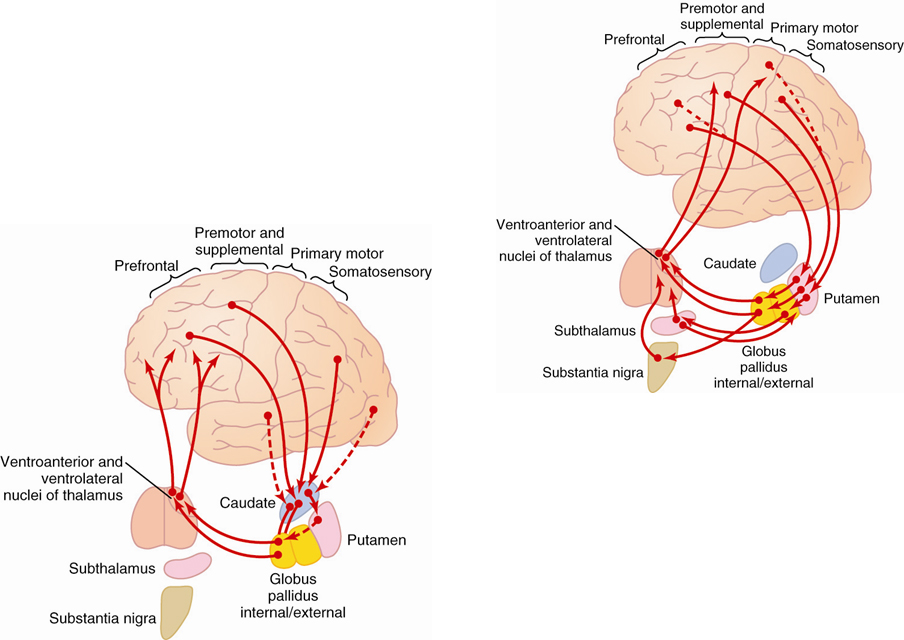 Premotor and
supplemental
Primary motor
Prefrontal
Somatosensory
Ventroanterior and
ventrolateral
nuclei of thalamus
Caudate
Putamen
Subthalamus
Globus
pallidus
internal/external
Substantia nigra
Premotor and
supplemental
Primary motor
Prefrontal
Somatosensory
Ventroanterior and
ventrolateral
nuclei of thalamus
Caudate
Putamen
Subthalamus
Globus
pallidus
internal/external
Substantia nigra